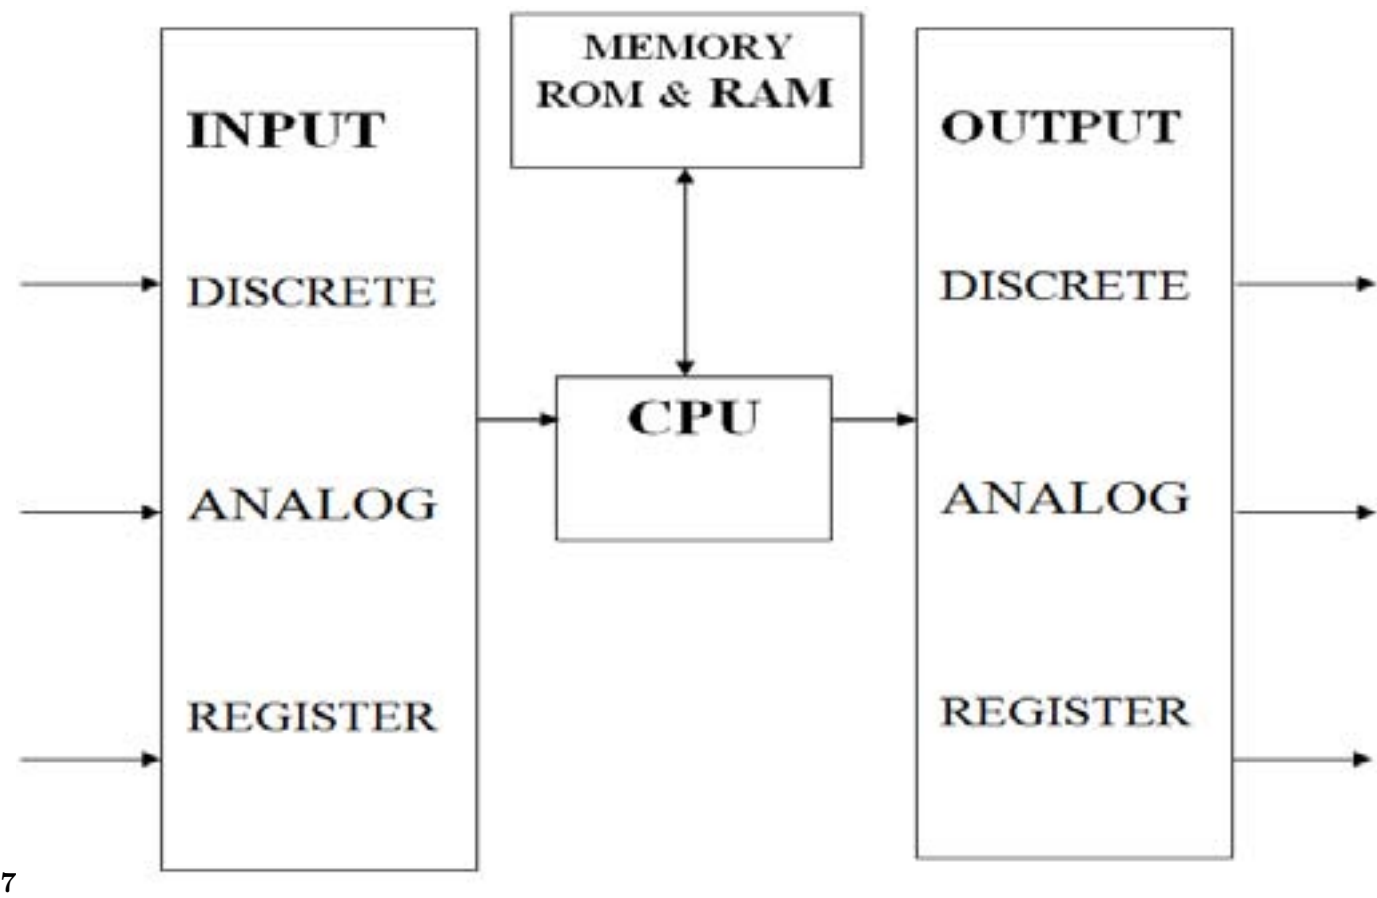 INPUT
DISCRETE
ANALOG
REGISTER
MEMORY
ROM & RAM
CPU
OUTPUT
DISCRETE
ANALOG
REGISTER
7